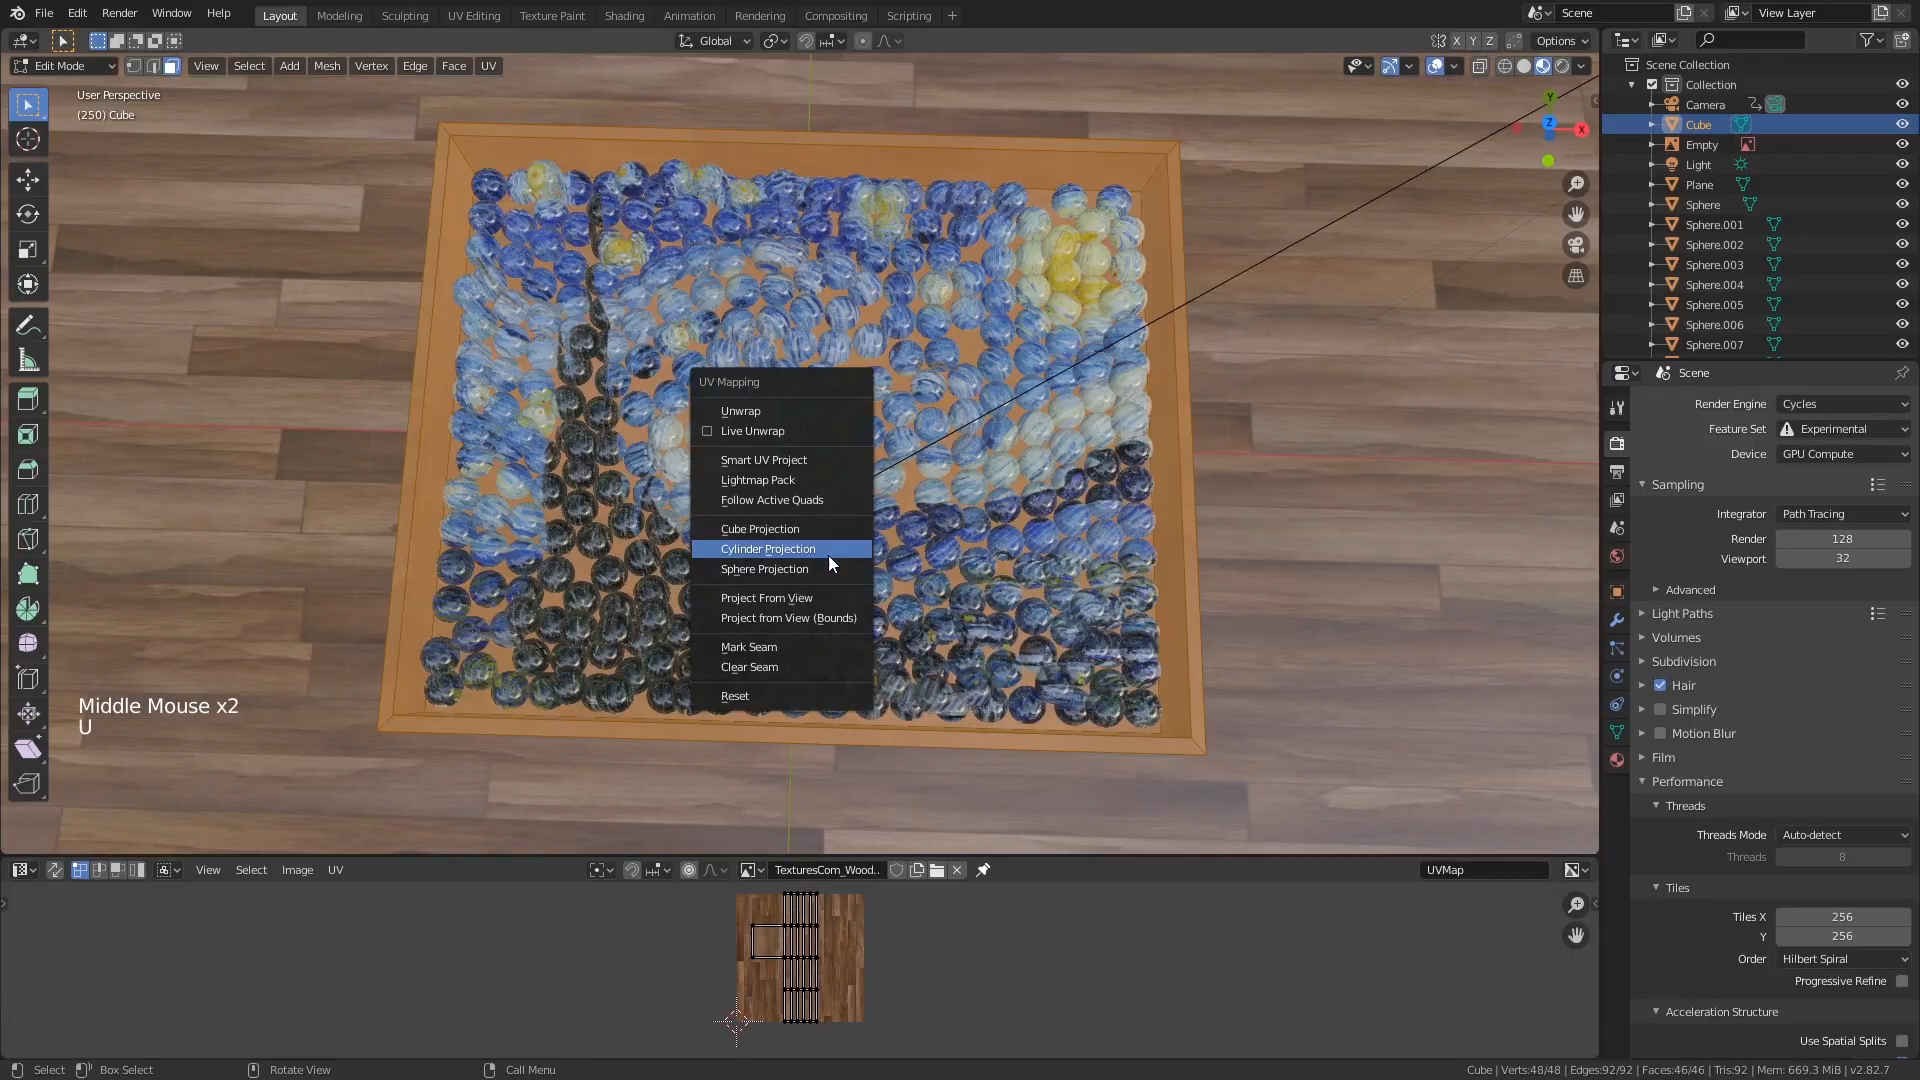 File Edit Render Window Help Layout Modeling Sculpting UV Editing Texture Paint Shading Animation Rendering Compositing Scripting + Scene View Layer
Global X Y Z Options
Edit Mode View Select Add Mesh Vertex Edge Face UV
User Perspective
(250) Cube
Y
Z
X
Middle Mouse x2
U
UV Mapping
Unwrap
Live Unwrap
Smart UV Project
Lightmap Pack
Follow Active Quads
Cube Projection
Cylinder Projection
Sphere Projection
Project From View
Project from View (Bounds)
Mark Seam
Clear Seam
Reset
Scene Collection
Collection
Camera
Cube
Empty
Light
Plane
Sphere
Sphere.001
Sphere.002
Sphere.003
Sphere.004
Sphere.005
Sphere.006
Sphere.007
Scene
Render Engine Cycles
Feature Set Experimental
Device GPU Compute
Sampling
Integrator Path Tracing
Render 128
Viewport 32
Advanced
Light Paths
Volumes
Subdivision
Hair
Simplify
Motion Blur
Film
Performance
Threads
Threads Mode Auto-detect
Threads 8
Tiles
Tiles X 256
Y 256
Order Hilbert Spiral
Progressive Refine
Acceleration Structure
Use Spatial Splits
View Select Image UV TexturesCom_Wood.. UVMap
Select Box Select Rotate View Call Menu Cube | Verts:48/48 | Edges:92/92 | Faces:46/46 | Tris:92 | Mem: 669.3 MiB | v2.82.7